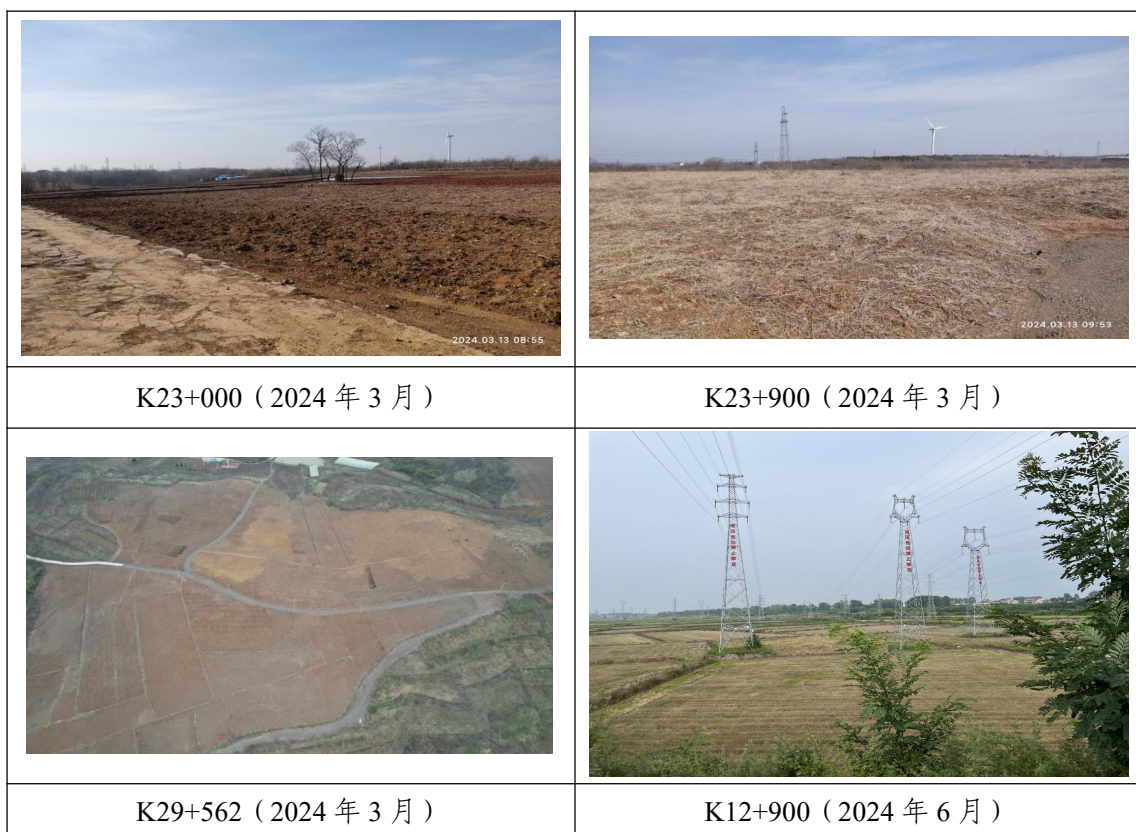 2024.03.13 08:55
2024.03.13 09:53
K23+000（2024 年 3 月）
K23+900（2024 年 3 月）
K29+562（2024 年 3 月）
K12+900（2024 年 6 月）